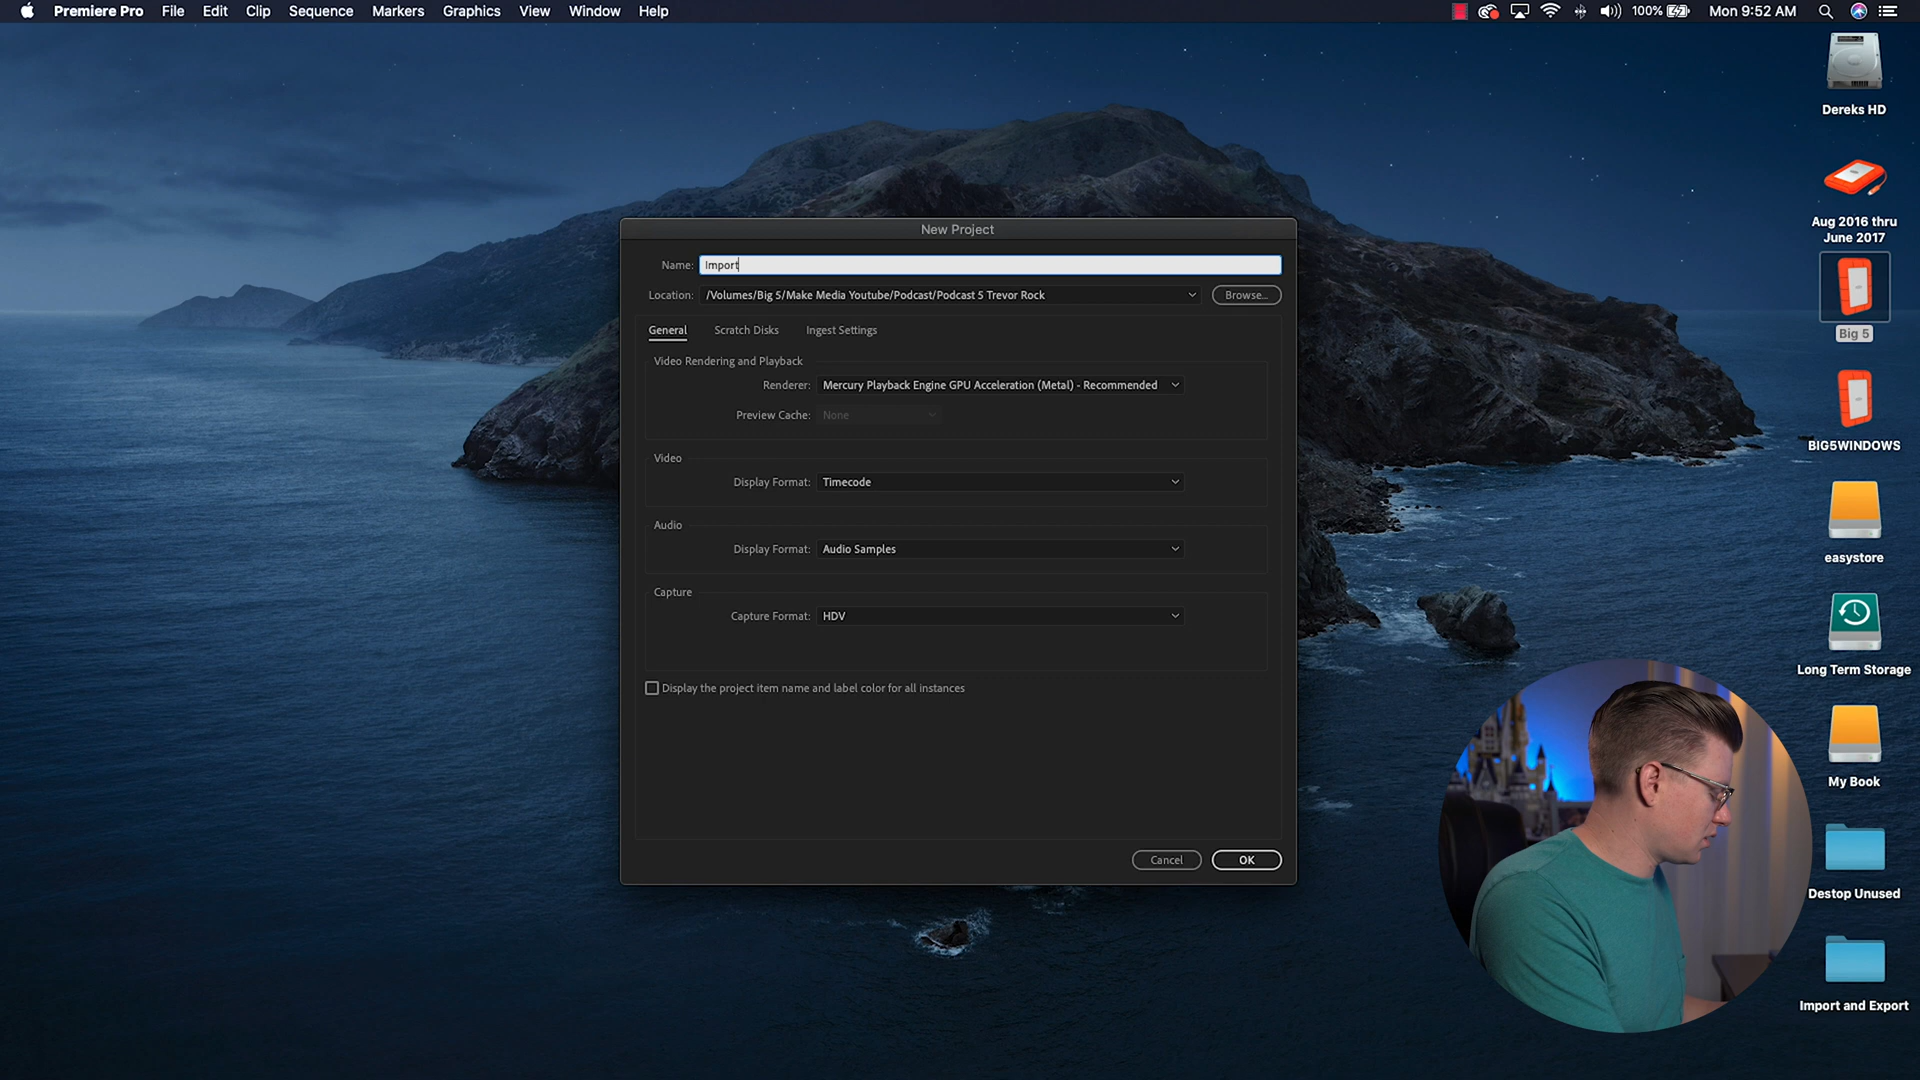 Premiere Pro File Edit Clip Sequence Markers Graphics View Window Help 100% Mon 9:52 AM
Dereks HD
Aug 2016 thru
June 2017
Big 5
BIG5WINDOWS
easystore
Long Term Storage
My Book
Destop Unused
Import and Export
New Project
Name: Import
Location: /Volumes/Big 5/Make Media Youtube/Podcast/Podcast 5 Trevor Rock Browse...
General Scratch Disks Ingest Settings
Video Rendering and Playback
Renderer: Mercury Playback Engine GPU Acceleration (Metal) - Recommended
Preview Cache: None
Video
Display Format: Timecode
Audio
Display Format: Audio Samples
Capture
Capture Format: HDV
Display the project item name and label color for all instances
Cancel OK